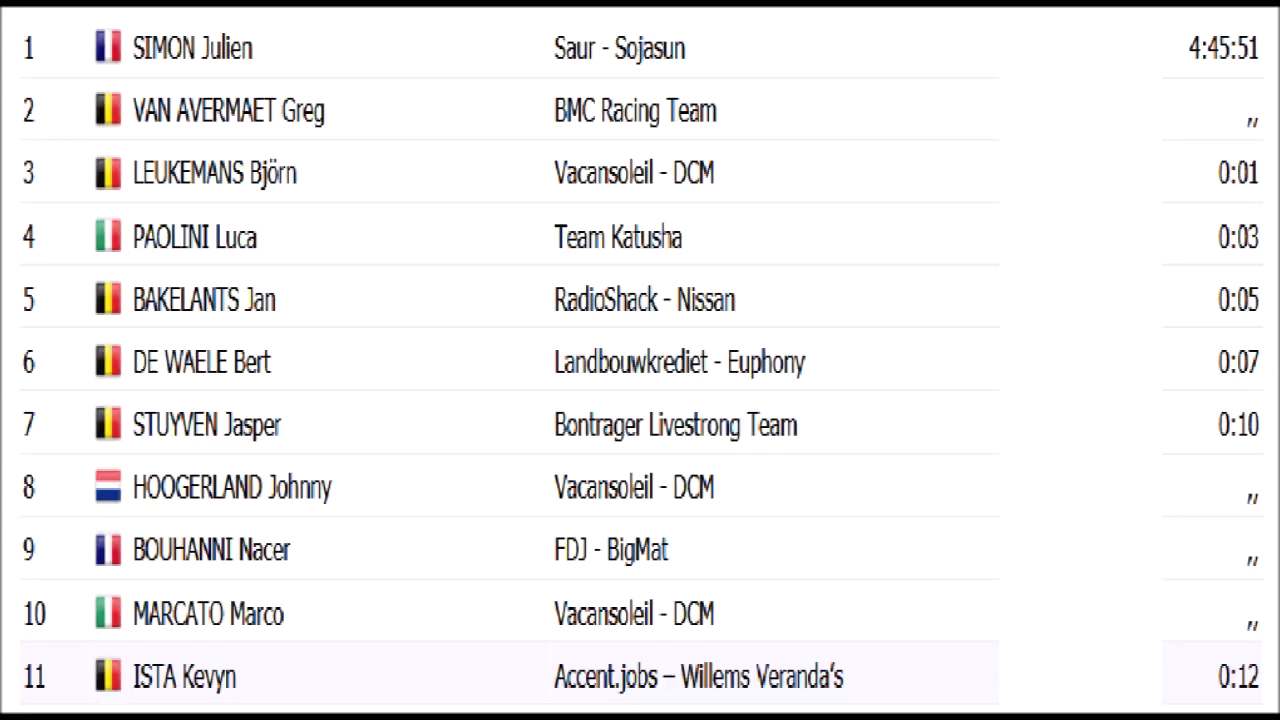 1 SIMON Julien Saur - Sojasun 4:45:51
2 VAN AVERMAET Greg BMC Racing Team ,,
3 LEUKEMANS Björn Vacansoleil - DCM 0:01
4 PAOLINI Luca Team Katusha 0:03
5 BAKELANTS Jan RadioShack - Nissan 0:05
6 DE WAELE Bert Landbouwkrediet - Euphony 0:07
7 STUYVEN Jasper Bontrager Livestrong Team 0:10
8 HOOGERLAND Johnny Vacansoleil - DCM ,,
9 BOUHANNI Nacer FDJ - BigMat ,,
10 MARCATO Marco Vacansoleil - DCM ,,
11 ISTA Kevyn Accent.jobs – Willems Veranda‘s 0:12